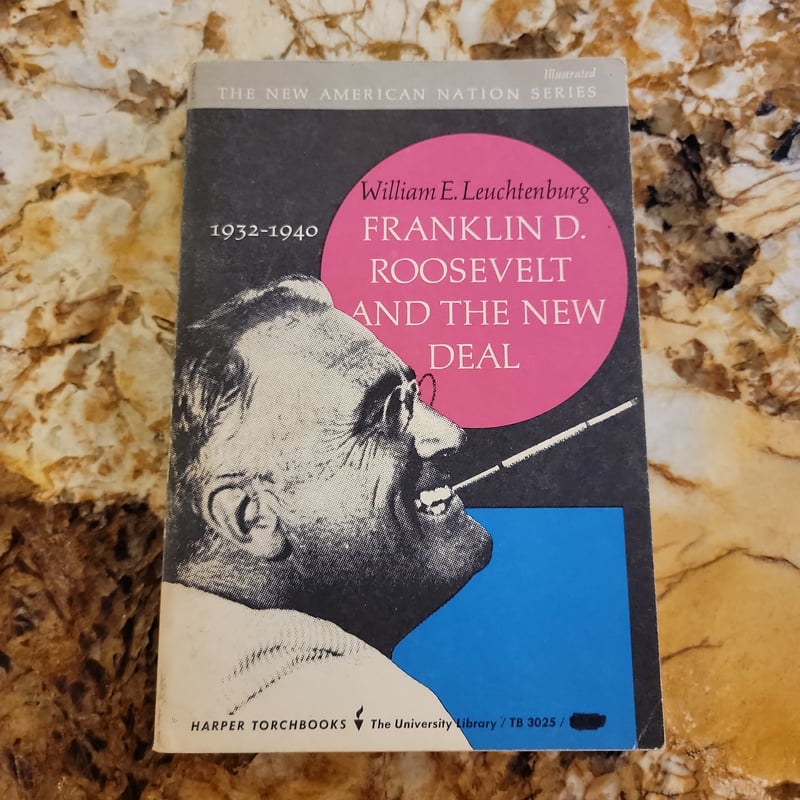 Illustrated
THE NEW AMERICAN NATION SERIES
William E. Leuchtenburg
1932-1940
FRANKLIN D.
ROOSEVELT
AND THE NEW
DEAL
HARPER TORCHBOOKS The University Library / TB 3025 /